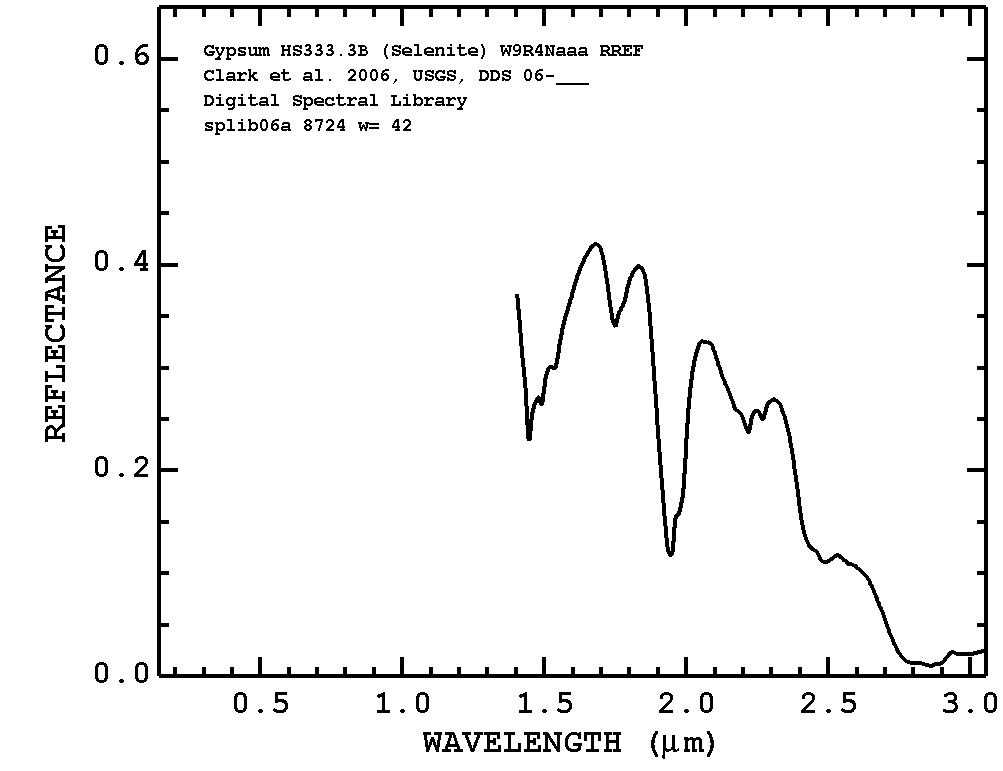 0.6
Gypsum HS333.3B (Selenite) W9R4Naaa RREF
Clark et al. 2006, USGS, DDS 06-___
Digital Spectral Library
splib06a 8724 w= 42
0.4
REFLECTANCE
0.2
0.0
0.5 1.0 1.5 2.0 2.5 3.0
WAVELENGTH (μm)